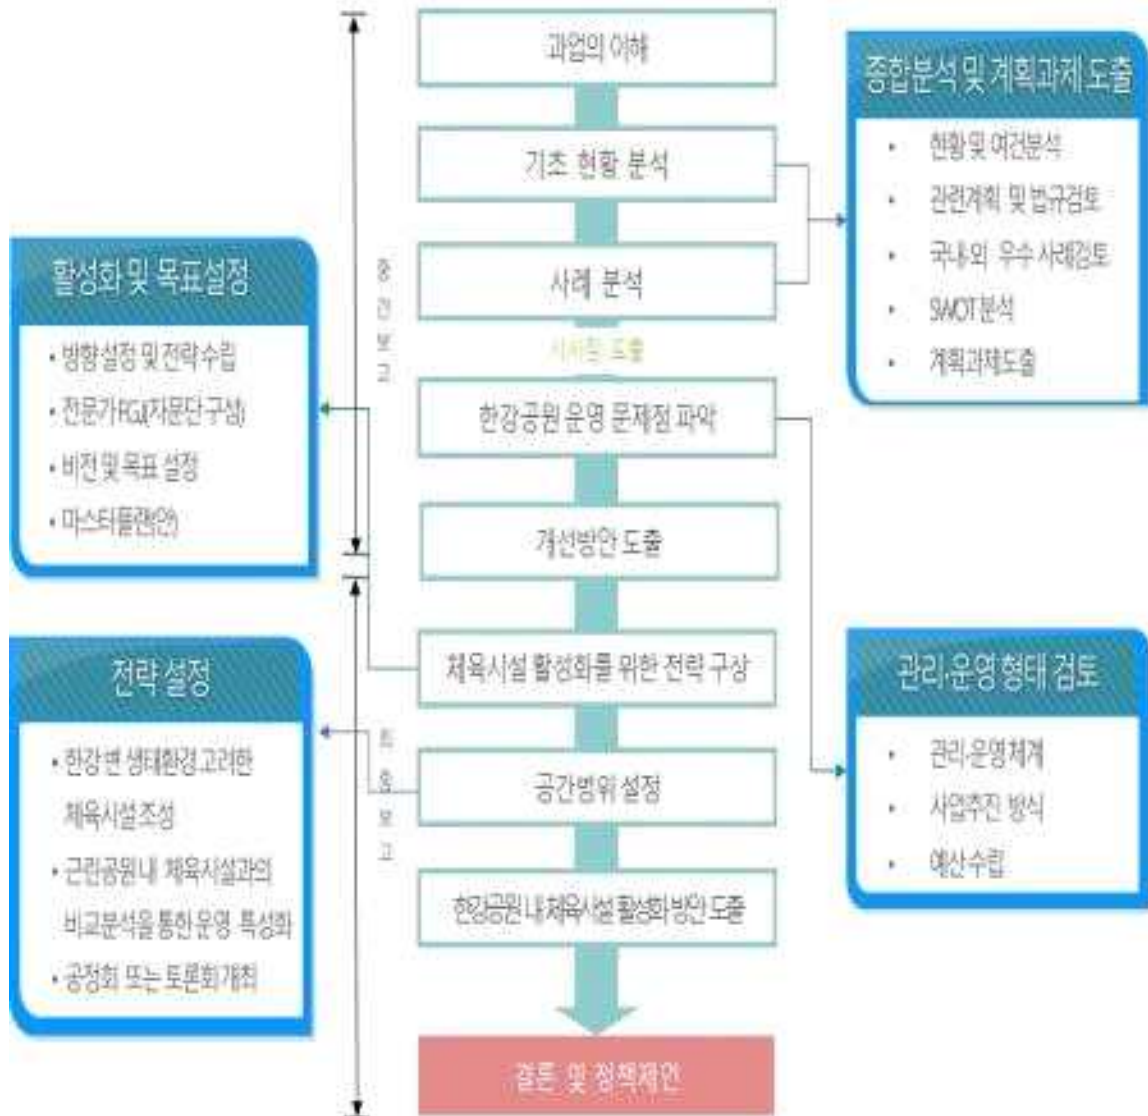 과업의 이해
기초 현황 분석
사례 분석
시사점 도출
한강공원 운영 문제점 파악
개선방안 도출
체육시설 활성화를 위한 전략 구상
공간범위 설정
한강공원 내 체육시설 활성화 방안 도출
결론 및 정책제언
중간보고
최종보고
종합분석 및 계획과제 도출
• 현황 및 여건분석
• 관련계획 및 법규검토
• 국내·외 우수 사례검토
• SWOT 분석
• 계획과제도출
활성화 및 목표설정
• 방향 설정 및 전략수립
• 전문가 FGI(자문단 구성)
• 비전 및 목표 설정
• 마스터플랜(안)
전략 설정
• 한강변 생태환경 고려한
체육시설 조성
• 근린공원 내 체육시설과의
비교분석을 통한 운영 특성화
• 공청회 또는 토론회 개최
관리·운영 형태 검토
• 관리·운영 체계
• 사업추진 방식
• 예산 수립